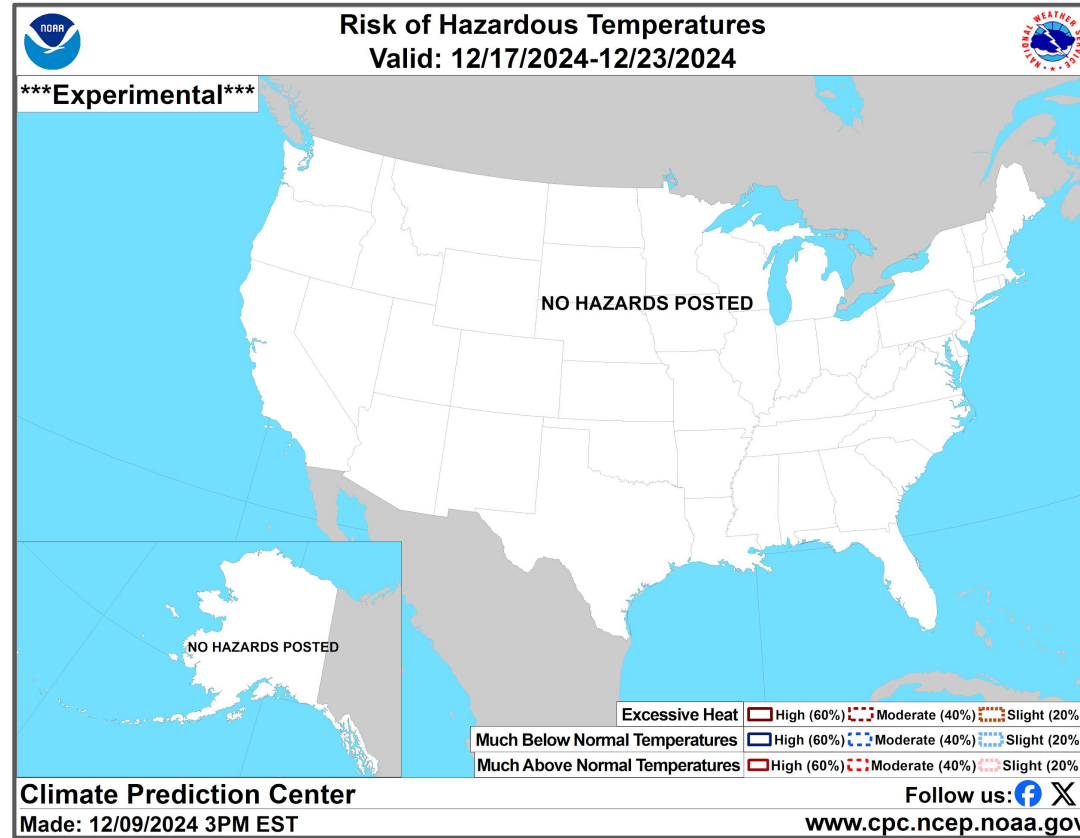 NOAA
Risk of Hazardous Temperatures
Valid: 12/17/2024-12/23/2024
NATIONAL WEATHER SERVICE
***Experimental***
NO HAZARDS POSTED
NO HAZARDS POSTED
Excessive Heat High (60%) Moderate (40%) Slight (20%
Much Below Normal Temperatures High (60%) Moderate (40%) Slight (20%
Much Above Normal Temperatures High (60%) Moderate (40%) Slight (20%
Climate Prediction Center
Follow us:
Made: 12/09/2024 3PM EST
www.cpc.ncep.noaa.gov